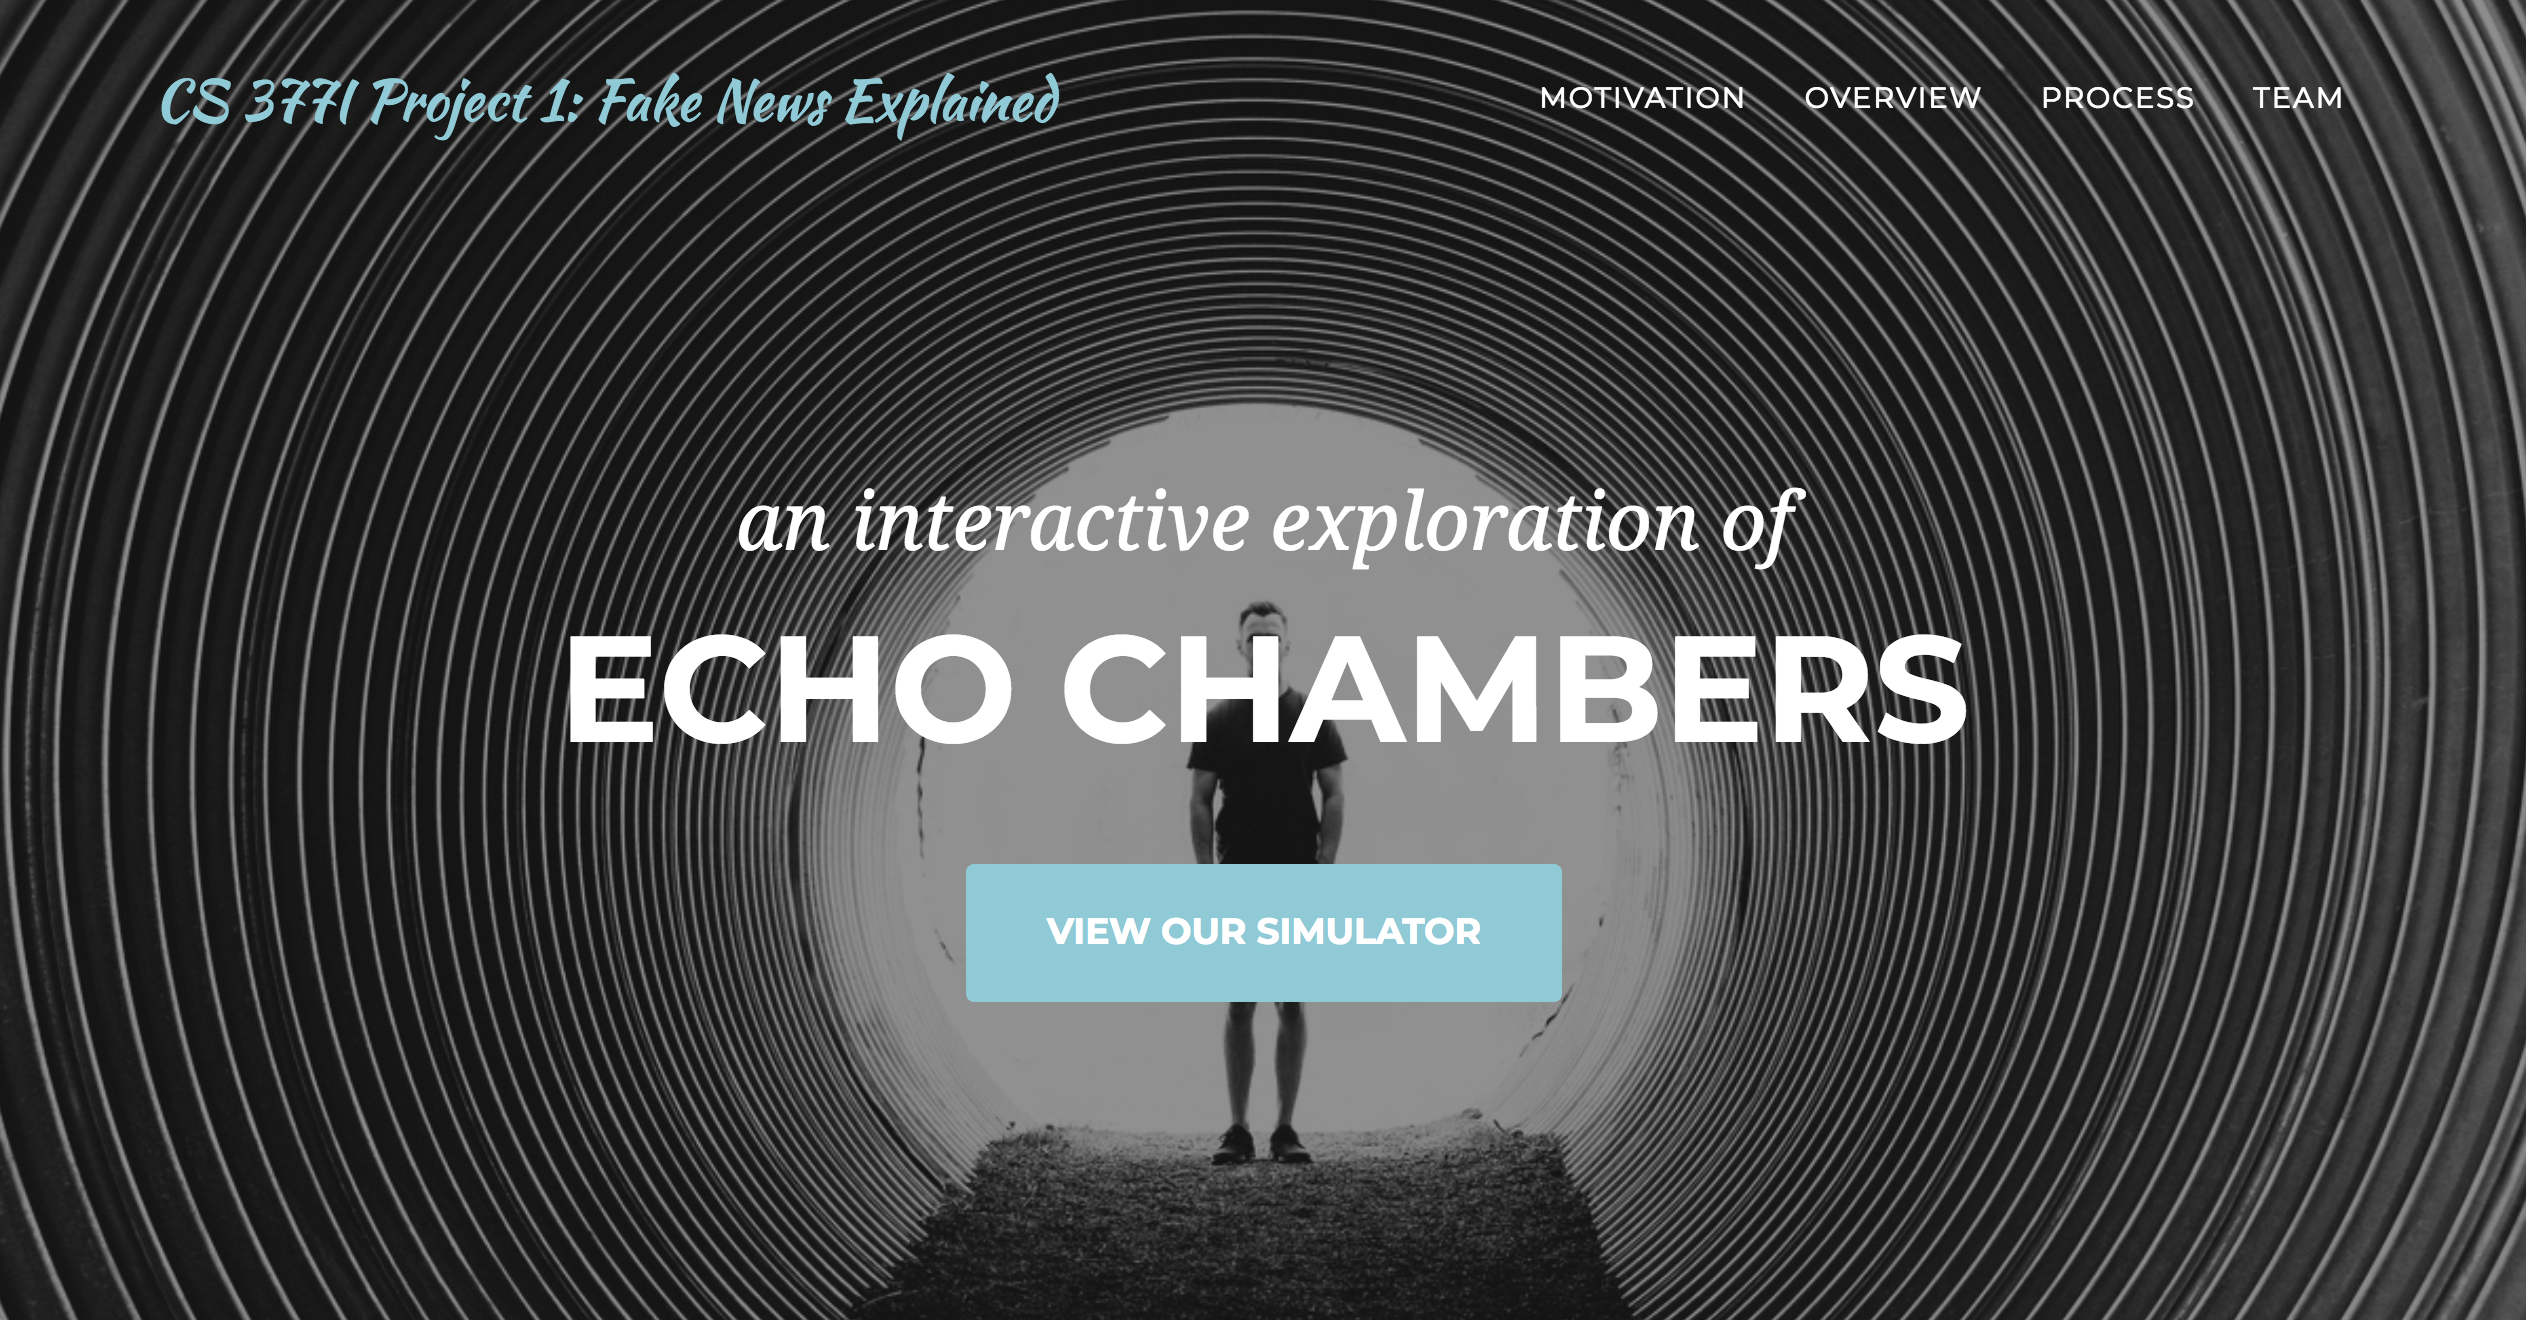 CS 377I Project 1: Fake News Explained
MOTIVATION OVERVIEW PROCESS TEAM
an interactive exploration of
ECHO CHAMBERS
VIEW OUR SIMULATOR